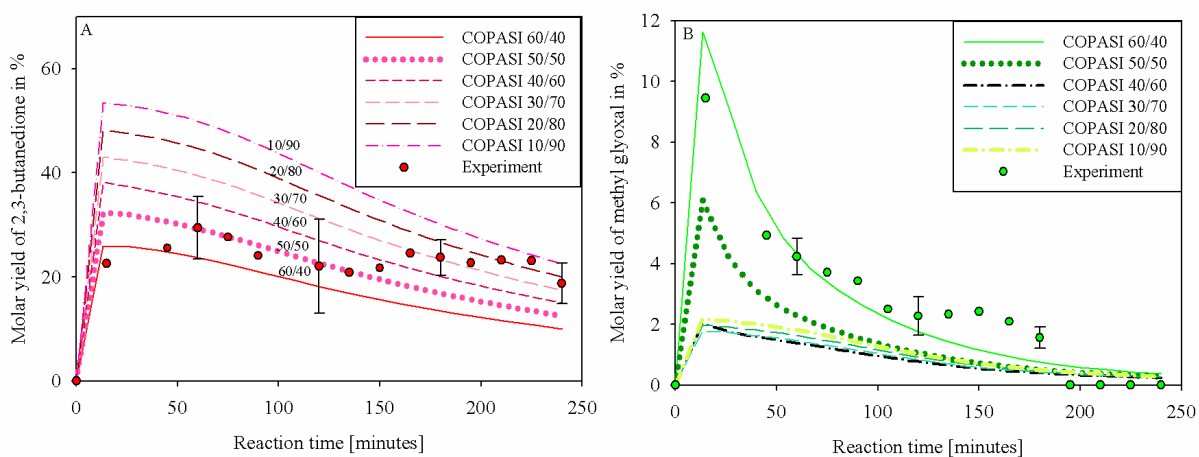 A
Molar yield of 2,3-butanedione in %
60
40
20
0
0
50
100
150
200
250
Reaction time [minutes]
COPASI 60/40
COPASI 50/50
COPASI 40/60
COPASI 30/70
COPASI 20/80
COPASI 10/90
Experiment
10/90
20/80
30/70
40/60
50/50
60/40
B
Molar yield of methyl glyoxal in %
12
10
8
6
4
2
0
0
50
100
150
200
250
Reaction time [minutes]
COPASI 60/40
COPASI 50/50
COPASI 40/60
COPASI 30/70
COPASI 20/80
COPASI 10/90
Experiment